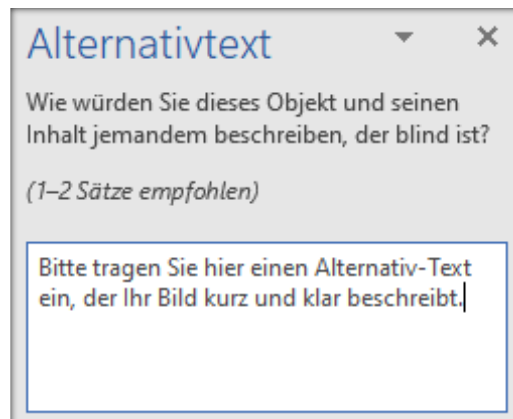 Alternativtext
Wie würden Sie dieses Objekt und seinen
Inhalt jemandem beschreiben, der blind ist?
(1–2 Sätze empfohlen)
Bitte tragen Sie hier einen Alternativ-Text
ein, der Ihr Bild kurz und klar beschreibt.